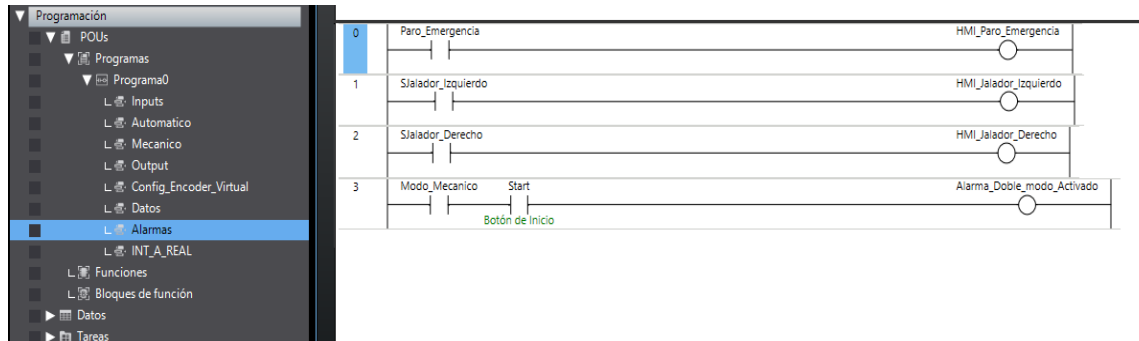 Programación
POUs
Programas
Programa0
Inputs
Automatico
Mecanico
Output
Config_Encoder_Virtual
Datos
Alarmas
INT_A_REAL
Funciones
Bloques de función
Datos
Tareas
0
Paro_Emergencia
HMI_Paro_Emergencia
1
SJalador_Izquierdo
HMI_Jalador_Izquierdo
2
SJalador_Derecho
HMI_Jalador_Derecho
3
Modo_Mecanico
Start
Alarma_Doble_modo_Activado
Botón de Inicio